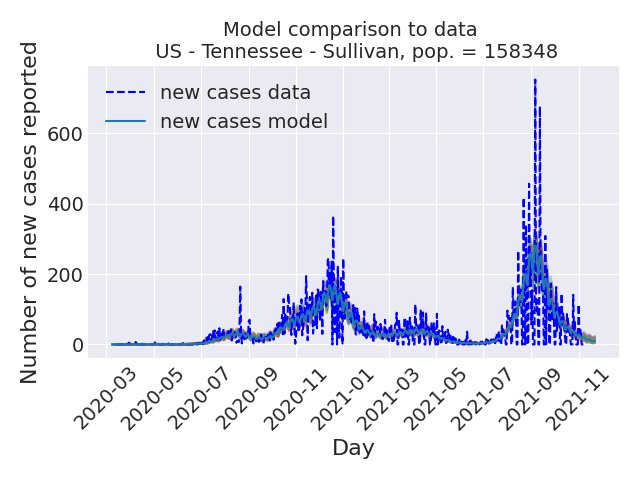 Model comparison to data
US - Tennessee - Sullivan, pop. = 158348
Number of new cases reported
new cases data
new cases model
600
400
200
0
2020-03
2020-05
2020-07
2020-09
2020-11
2021-01
2021-03
2021-05
2021-07
2021-09
2021-11
Day